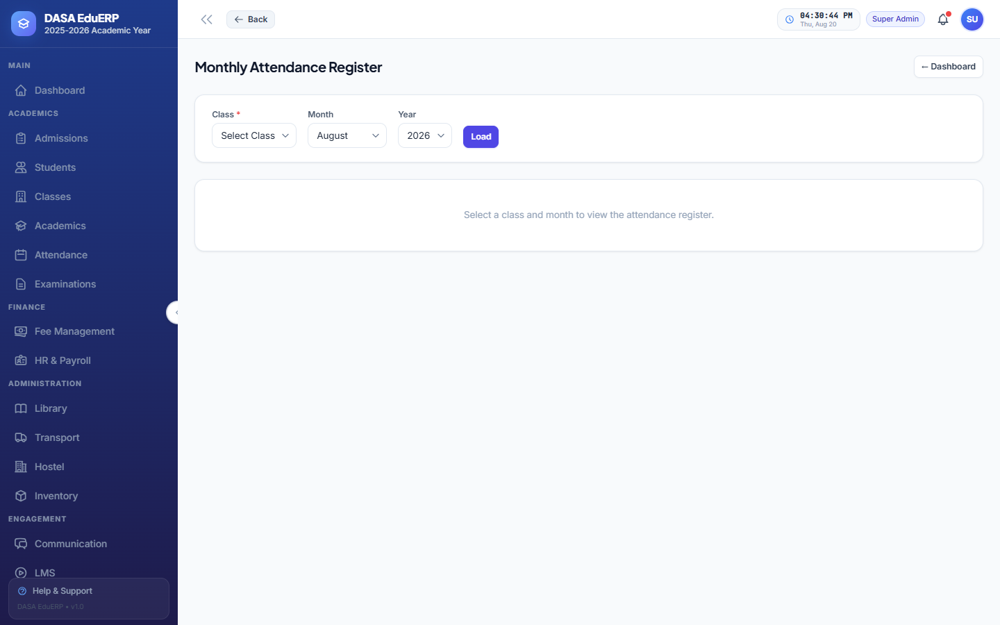 DASA EduERP
2025-2026 Academic Year
MAIN
Dashboard
ACADEMICS
Admissions
Students
Classes
Academics
Attendance
Examinations
FINANCE
Fee Management
HR & Payroll
ADMINISTRATION
Library
Transport
Hostel
Inventory
ENGAGEMENT
Communication
LMS
Help & Support
DASA EduERP • v1.0
← Back
04:30:44 PM
Thu, Aug 20
Super Admin
SU
Monthly Attendance Register
← Dashboard
Class *
Month
Year
Select Class
August
2026
Load
Select a class and month to view the attendance register.